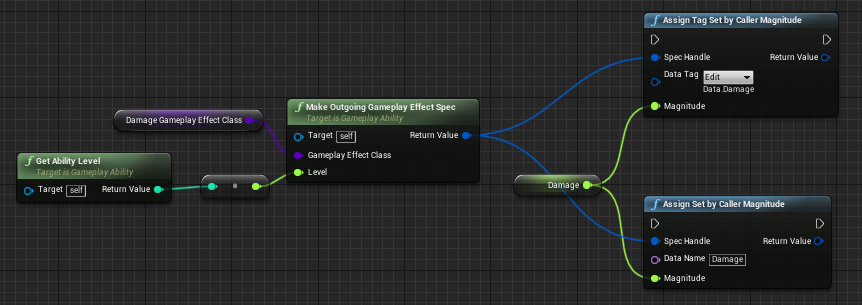 Assign Tag Set by Caller Magnitude
Spec Handle
Return Value
Data Tag
Edit
Data.Damage
Magnitude
Damage Gameplay Effect Class
Make Outgoing Gameplay Effect Spec
Target is Gameplay Ability
Target self
Return Value
Gameplay Effect Class
Level
Get Ability Level
Target is Gameplay Ability
Target self
Return Value
Damage
Assign Set by Caller Magnitude
Spec Handle
Return Value
Data Name Damage
Magnitude